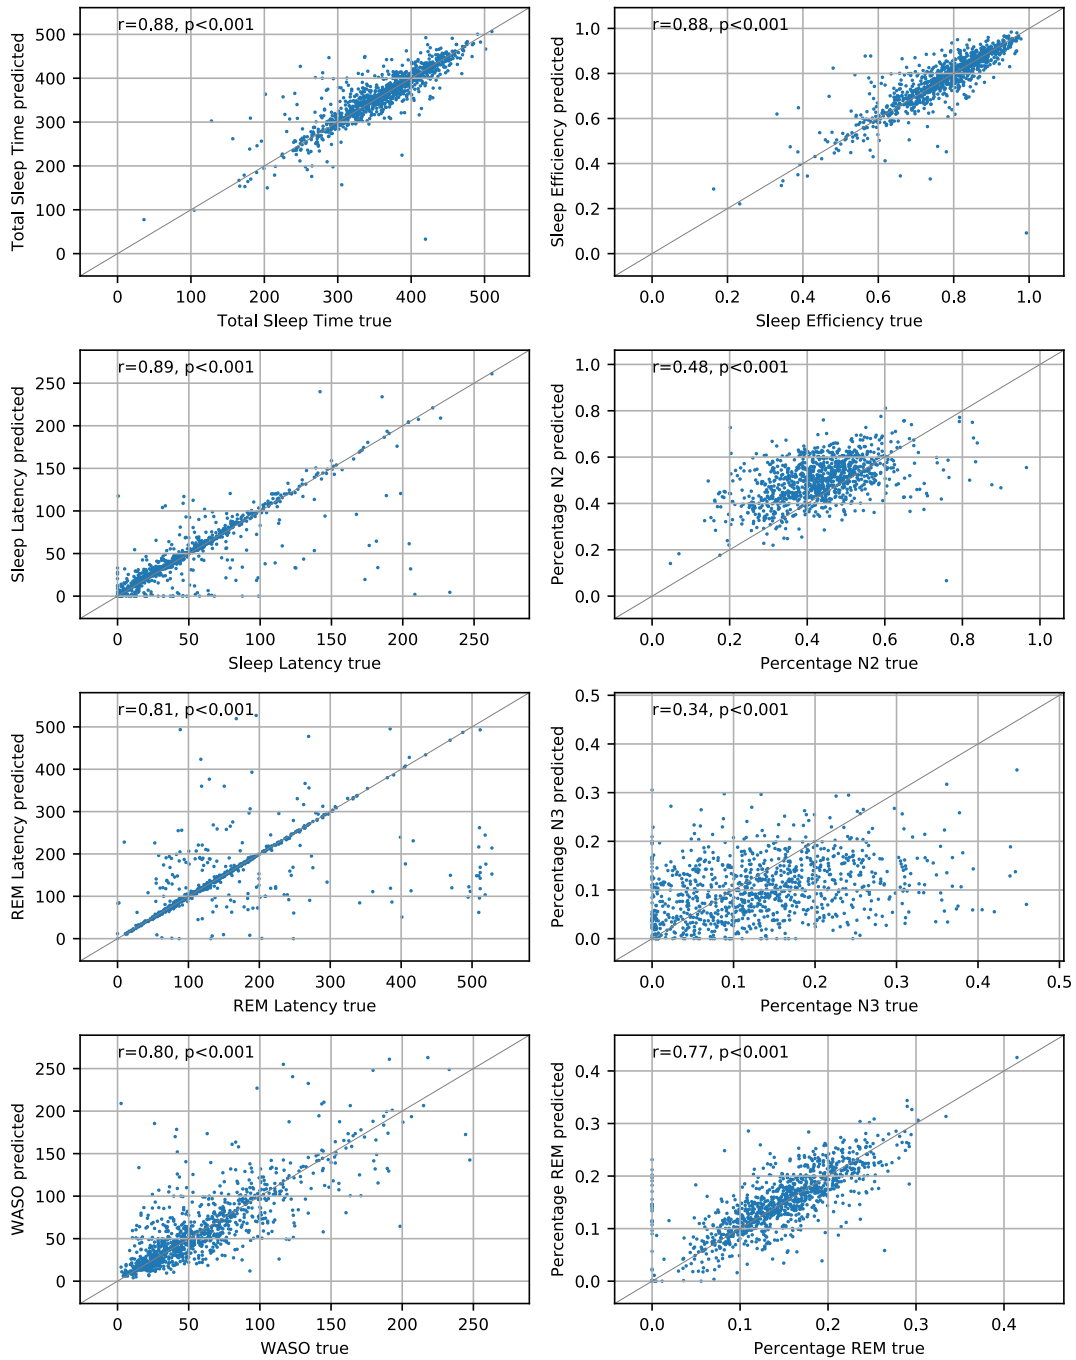 r=0.88, p<0.001
Total Sleep Time predicted
500
400
300
200
100
0
0 100 200 300 400 500
Total Sleep Time true
r=0.88, p<0.001
Sleep Efficiency predicted
1.0
0.8
0.6
0.4
0.2
0.0
0.0 0.2 0.4 0.6 0.8 1.0
Sleep Efficiency true
r=0.89, p<0.001
Sleep Latency predicted
250
200
150
100
50
0
0 50 100 150 200 250
Sleep Latency true
r=0.48, p<0.001
Percentage N2 predicted
1.0
0.8
0.6
0.4
0.2
0.0
0.0 0.2 0.4 0.6 0.8 1.0
Percentage N2 true
r=0.81, p<0.001
REM Latency predicted
500
400
300
200
100
0
0 100 200 300 400 500
REM Latency true
r=0.34, p<0.001
Percentage N3 predicted
0.5
0.4
0.3
0.2
0.1
0.0
0.0 0.1 0.2 0.3 0.4 0.5
Percentage N3 true
r=0.80, p<0.001
WASO predicted
250
200
150
100
50
0
0 50 100 150 200 250
WASO true
r=0.77, p<0.001
Percentage REM predicted
0.4
0.3
0.2
0.1
0.0
0.0 0.1 0.2 0.3 0.4
Percentage REM true